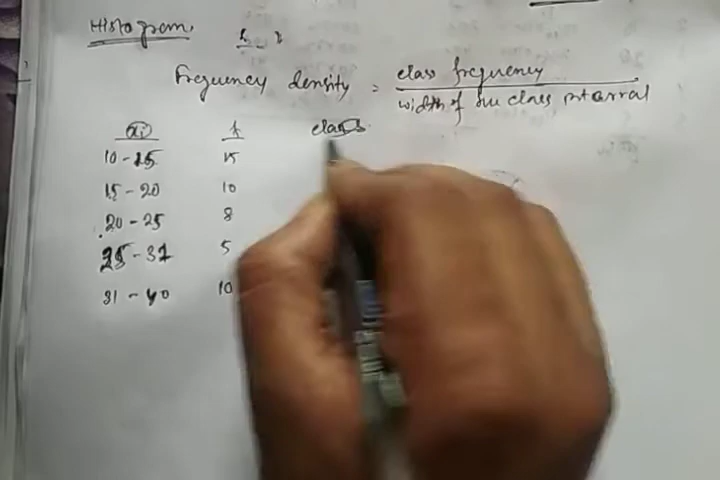 Histogram
Frequency density = class frequency
width of the class interval
xi f class
10-15 15
15-20 10
20-25 8
25-31 5
31-40 10